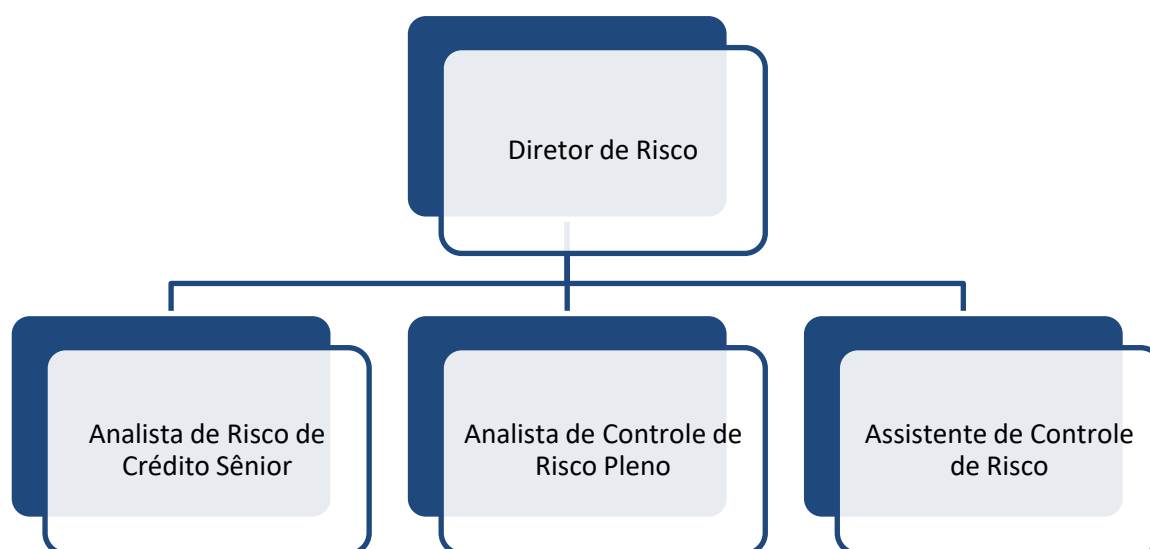 Diretor de Risco
Analista de Risco de
Crédito Sênior
Analista de Controle de
Risco Pleno
Assistente de Controle
de Risco